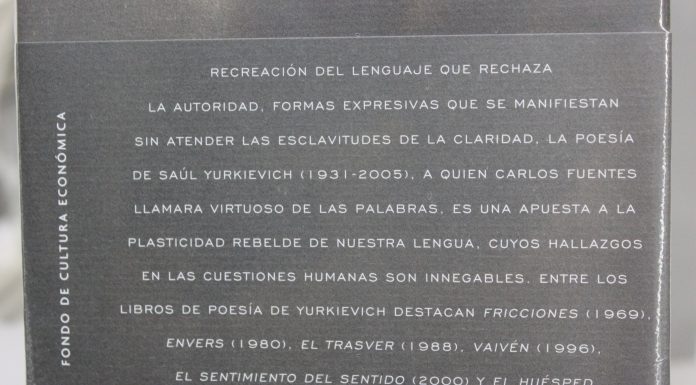 RECREACIÓN DEL LENGUAJE QUE RECHAZA
LA AUTORIDAD, FORMAS EXPRESIVAS QUE SE MANIFIESTAN
SIN ATENDER LAS ESCLAVITUDES DE LA CLARIDAD, LA POESÍA
DE SAÚL YURKIEVICH (1931-2005), A QUIEN CARLOS FUENTES
LLAMARA VIRTUOSO DE LAS PALABRAS, ES UNA APUESTA A LA
PLASTICIDAD REBELDE DE NUESTRA LENGUA, CUYOS HALLAZGOS
EN LAS CUESTIONES HUMANAS SON INNEGABLES. ENTRE LOS
LIBROS DE POESÍA DE YURKIEVICH DESTACAN FRICCIONES (1969),
ENVERS (1980), EL TRASVER (1988), VAIVÉN (1996),
EL SENTIMIENTO DEL SENTIDO (2000) Y EL HUÉSPED
FONDO DE CULTURA ECONÓMICA